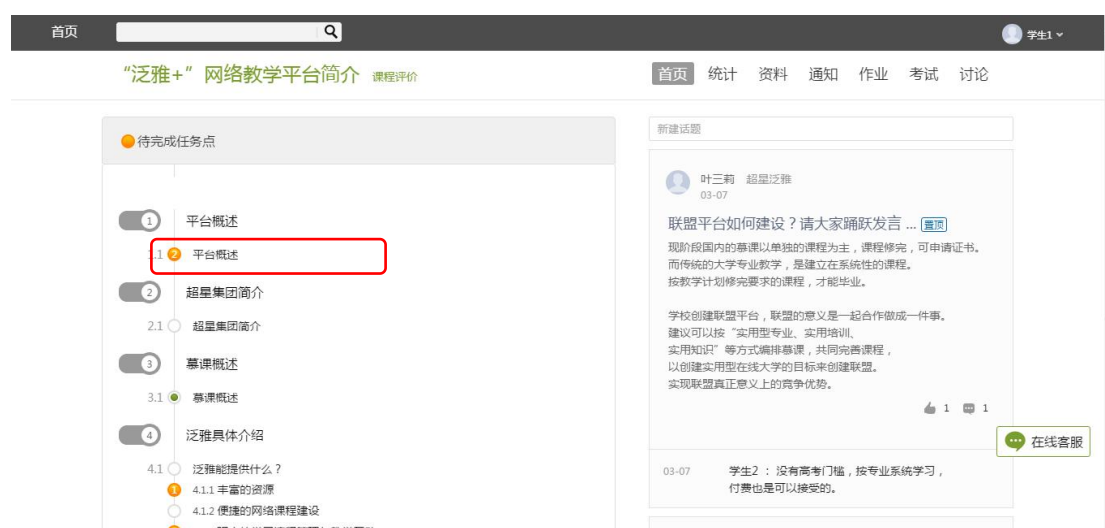 首页
学生1
“泛雅+”网络教学平台简介 课程评价
首页 统计 资料 通知 作业 考试 讨论
待完成任务点
1 平台概述
1.1 2 平台概述
2 超星集团简介
2.1 超星集团简介
3 慕课概述
3.1 慕课概述
4 泛雅具体介绍
4.1 泛雅能提供什么？
1 4.1.1 丰富的资源
4.1.2 便捷的网络课程建设
新建话题
叶三莉 超星泛雅
03-07
联盟平台如何建设？请大家踊跃发言 ... 置顶
现阶段国内的慕课以单独的课程为主，课程修完，可申请证书。
而传统的大学专业教学，是建立在系统性的课程。
按教学计划修完要求的课程，才能毕业。
学校创建联盟平台，联盟的意义是一起合作做成一件事。
建议可以按“实用型专业、实用培训、
实用知识”等方式编排慕课，共同完善课程，
以创建实用型在线大学的目标来创建联盟。
实现联盟真正意义上的竞争优势。
1 1
在线客服
03-07 学生2 ：没有高考门槛，按专业系统学习，
付费也是可以接受的。